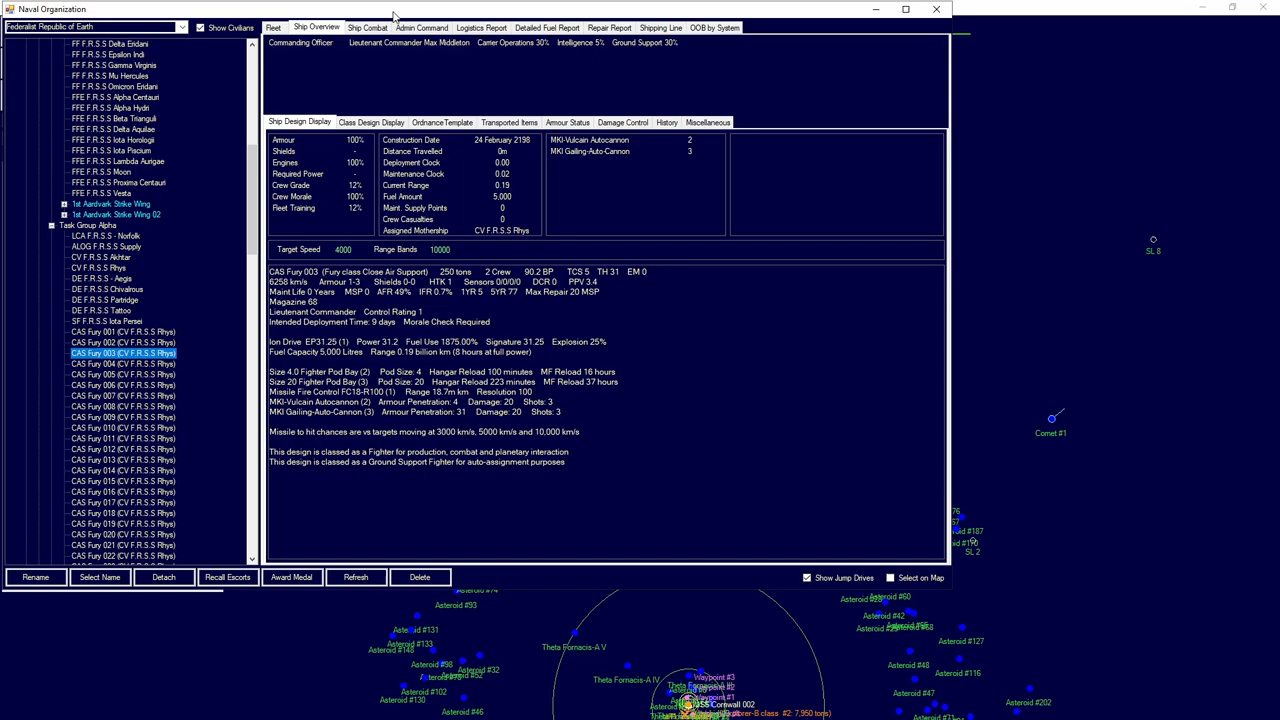 Naval Organization
Federalist Republic of Earth
Show Civilians
Fleet
Ship Overview
Ship Combat
Admin Command
Logistics Report
Tactical Report
Detailed Fuel Report
Repair Report
Shipping Line
OOB by System
FF F.R.S.S Delta Eridani
FF F.R.S.S Epsilon Indi
FF F.R.S.S Gamma Virginis
FF F.R.S.S Mu Hercules
FF F.R.S.S Omicron Eridani
FFE F.R.S.S Alpha Centauri
FFE F.R.S.S Alpha Hydri
FFE F.R.S.S Beta Trianguli
FFE F.R.S.S Delta Aquilae
FFE F.R.S.S Iota Horologii
FFE F.R.S.S Iota Piscium
FFE F.R.S.S Lambda Aurigae
FFE F.R.S.S Moon
FFE F.R.S.S Proxima Centauri
FFE F.R.S.S Vesta
1st Aardvark Strike Wing
1st Aardvark Strike Wing 02
Task Group Alpha
LCA F.R.S.S - Norfolk
ALOG F.R.S.S Supply
CV F.R.S.S Akhtar
CV F.R.S.S Rhys
DE F.R.S.S - Aegis
DE F.R.S.S Chivalrous
DE F.R.S.S Partridge
DE F.R.S.S Tattoo
SF F.R.S.S Iota Persei
CAS Fury 001 (CV F.R.S.S Rhys)
CAS Fury 002 (CV F.R.S.S Rhys)
CAS Fury 003 (CV F.R.S.S Rhys)
CAS Fury 004 (CV F.R.S.S Rhys)
CAS Fury 005 (CV F.R.S.S Rhys)
CAS Fury 006 (CV F.R.S.S Rhys)
CAS Fury 007 (CV F.R.S.S Rhys)
CAS Fury 008 (CV F.R.S.S Rhys)
CAS Fury 009 (CV F.R.S.S Rhys)
CAS Fury 010 (CV F.R.S.S Rhys)
CAS Fury 011 (CV F.R.S.S Rhys)
CAS Fury 012 (CV F.R.S.S Rhys)
CAS Fury 013 (CV F.R.S.S Rhys)
CAS Fury 014 (CV F.R.S.S Rhys)
CAS Fury 015 (CV F.R.S.S Rhys)
CAS Fury 016 (CV F.R.S.S Rhys)
CAS Fury 017 (CV F.R.S.S Rhys)
CAS Fury 018 (CV F.R.S.S Rhys)
CAS Fury 019 (CV F.R.S.S Rhys)
CAS Fury 020 (CV F.R.S.S Rhys)
CAS Fury 021 (CV F.R.S.S Rhys)
CAS Fury 022 (CV F.R.S.S Rhys)
Commanding Officer Lieutenant Commander Max Middleton Carrier Operations 30% Intelligence 5% Ground Support 30%
Ship Design Display
Class Design Display
Ordnance Template
Transported Items
Armour Status
Damage Control
History
Miscellaneous
Armour 100%
Shields -
Engines 100%
Required Power -
Crew Grade 12%
Crew Morale 100%
Fleet Training 12%
Construction Date 24 February 2198
Distance Travelled 0m
Deployment Clock 0.00
Maintenance Clock 0.02
Current Range 0.19
Fuel Amount 5,000
Maint. Supply Points 0
Crew Casualties 0
Assigned Mothership CV F.R.S.S Rhys
MKI-Vulcain Autocannon 2
MKI Gailing-Auto-Cannon 3
Target Speed 4000 Range Bands 10000
CAS Fury 003 (Fury class Close Air Support) 250 tons 2 Crew 90.2 BP TCS 5 TH 31 EM 0
6258 km/s Armour 1-3 Shields 0-0 HTK 1 Sensors 0/0/0/0 DCR 0 PPV 3.4
Maint Life 0 Years MSP 0 AFR 49% IFR 0.7% 1YR 5 5YR 77 Max Repair 20 MSP
Magazine 68
Lieutenant Commander Control Rating 1
Intended Deployment Time: 9 days Morale Check Required
Ion Drive EP31.25 (1) Power 31.2 Fuel Use 1875.00% Signature 31.25 Explosion 25%
Fuel Capacity 5,000 Litres Range 0.19 billion km (8 hours at full power)
Size 4.0 Fighter Pod Bay (2) Pod Size: 4 Hangar Reload 100 minutes MF Reload 16 hours
Size 20 Fighter Pod Bay (3) Pod Size: 20 Hangar Reload 223 minutes MF Reload 37 hours
Missile Fire Control FC18-R100 (1) Range 18.7m km Resolution 100
MKI-Vulcain Autocannon (2) Armour Penetration: 4 Damage: 20 Shots: 3
MKI Gailing-Auto-Cannon (3) Armour Penetration: 31 Damage: 20 Shots: 3
Missile to hit chances are vs targets moving at 3000 km/s, 5000 km/s and 10,000 km/s
This design is classed as a Fighter for production, combat and planetary interaction
This design is classed as a Ground Support Fighter for auto-assignment purposes
Rename
Select Name
Detach
Recall Escorts
Award Medal
Refresh
Delete
Show Jump Drives
Select on Map
SL 8
Comet #1
#187
SL 2
Asteroid #93
Asteroid #131
Asteroid #133
Asteroid #148
Asteroid #98
Asteroid #32
Asteroid #102
Asteroid #130
Asteroid #46
Theta Fornacis-A V
Theta Fornacis-A IV
Waypoint #3
Waypoint #1
Cornwall 002
#2: 7,950 tons)
Asteroid #60
Asteroid #42
Asteroid #127
Asteroid #48
Asteroid #116
Asteroid #47
Asteroid #202